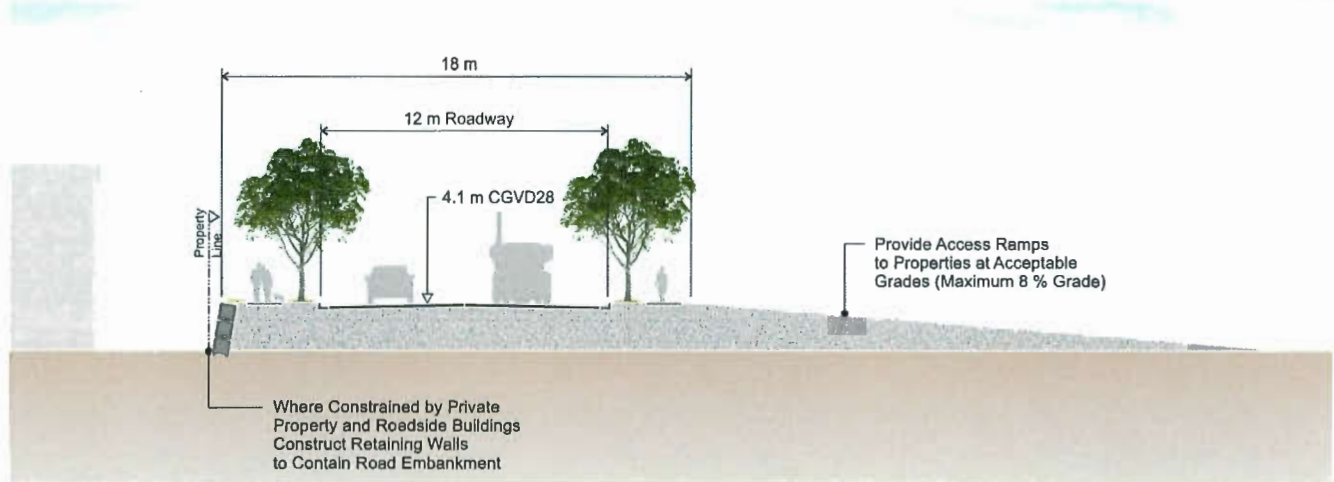 18 m
12 m Roadway
4.1 m CGVD28
Property
Line
Provide Access Ramps
to Properties at Acceptable
Grades (Maximum 8 % Grade)
Where Constrained by Private
Property and Roedside Buildings
Construct Retaining Walls
to Contain Road Embankment